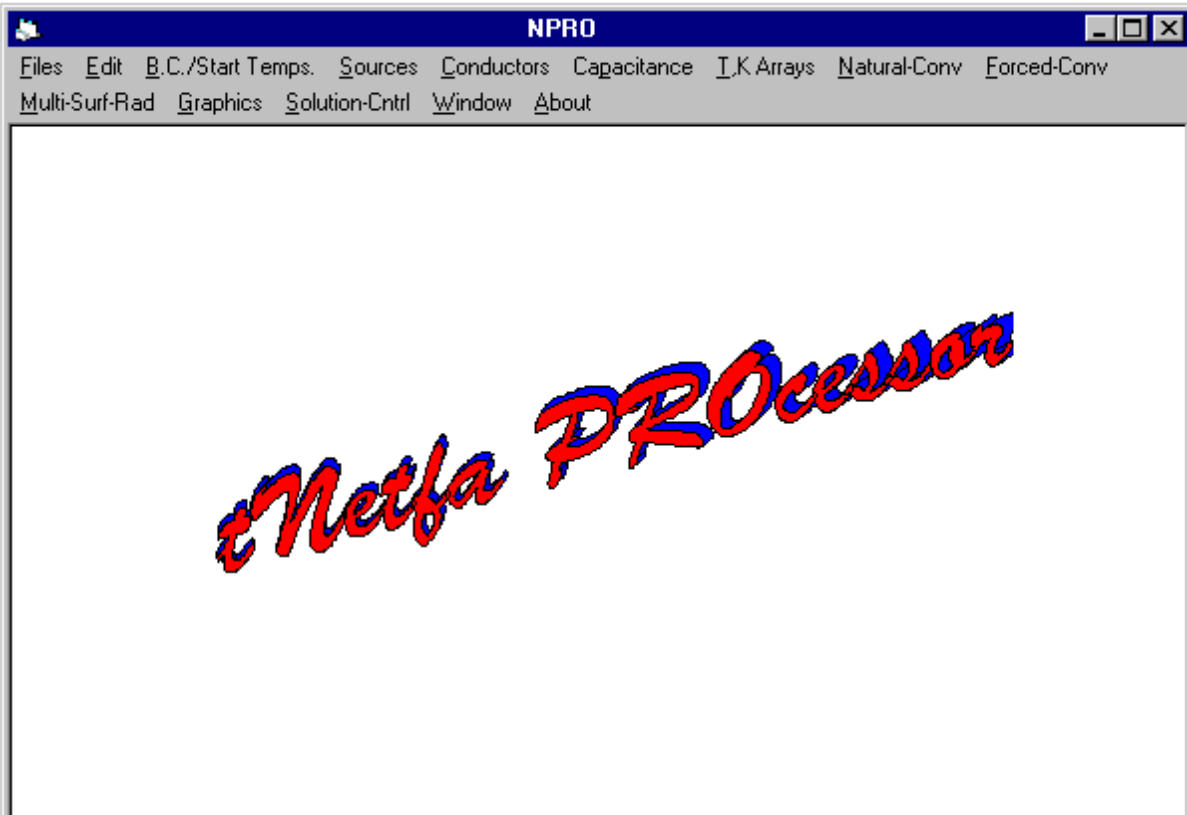 NPRO
Files Edit B.C./Start Temps. Sources Conductors Capacitance T,K Arrays Natural-Conv Forced-Conv
Multi-Surf-Rad Graphics Solution-Cntrl Window About
tNetfa PROcessor